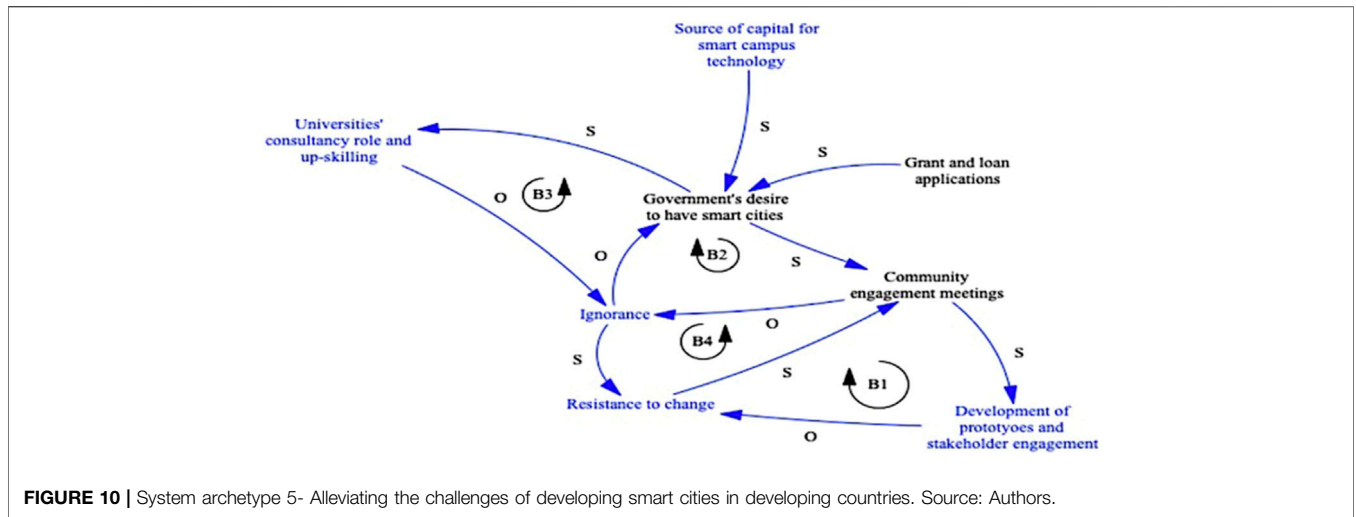 Source of capital for
smart campus
technology
S
Universities'
consultancy role and
up-skilling
S
S
Grant and loan
applications
O
B3
Government's desire
to have smart cities
O
B2
S
Community
engagement meetings
Ignorance
O
B4
S
S
S
B1
Resistance to change
O
Development of
prototyoes and
stakeholder engagement
FIGURE 10 | System archetype 5- Alleviating the challenges of developing smart cities in developing countries. Source: Authors.